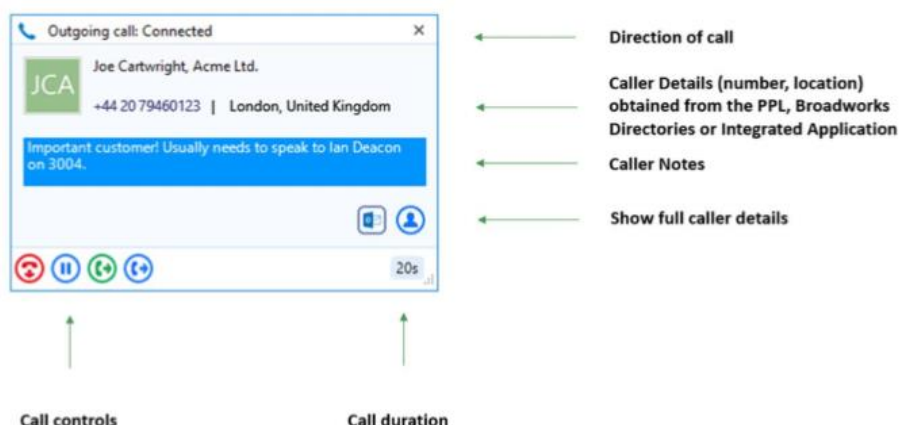 Outgoing call: Connected
Direction of call
JCA
Joe Cartwright, Acme Ltd.
+44 20 79460123 | London, United Kingdom
Caller Details (number, location)
obtained from the PPL, Broadworks
Directories or Integrated Application
Important customer! Usually needs to speak to Ian Deacon
on 3004.
Caller Notes
Show full caller details
20s
Call controls
Call duration